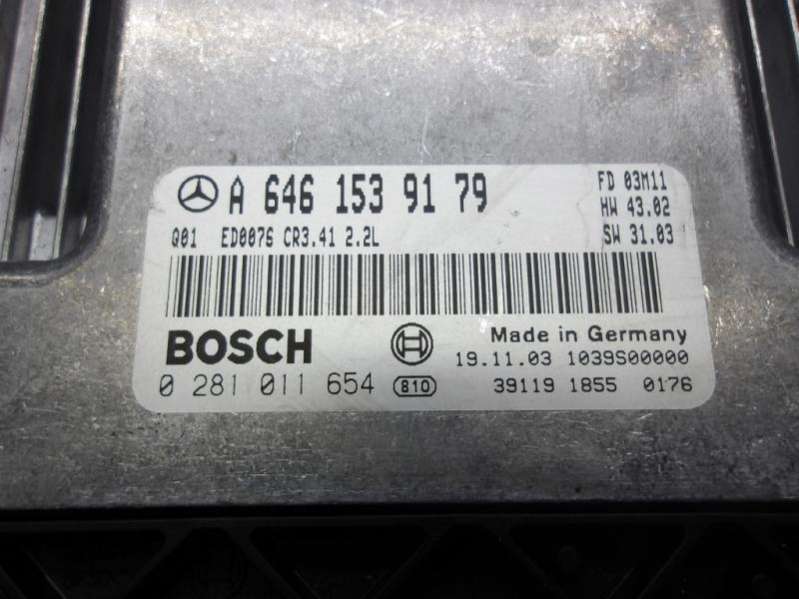 A 646 153 91 79
FD 03M11
HW 43.02
Q01 ED0076 CR3.41 2.2L
SW 31.03
BOSCH
Made in Germany
19.11.03 1039S00000
0 281 011 654 810
39119 1855 0176